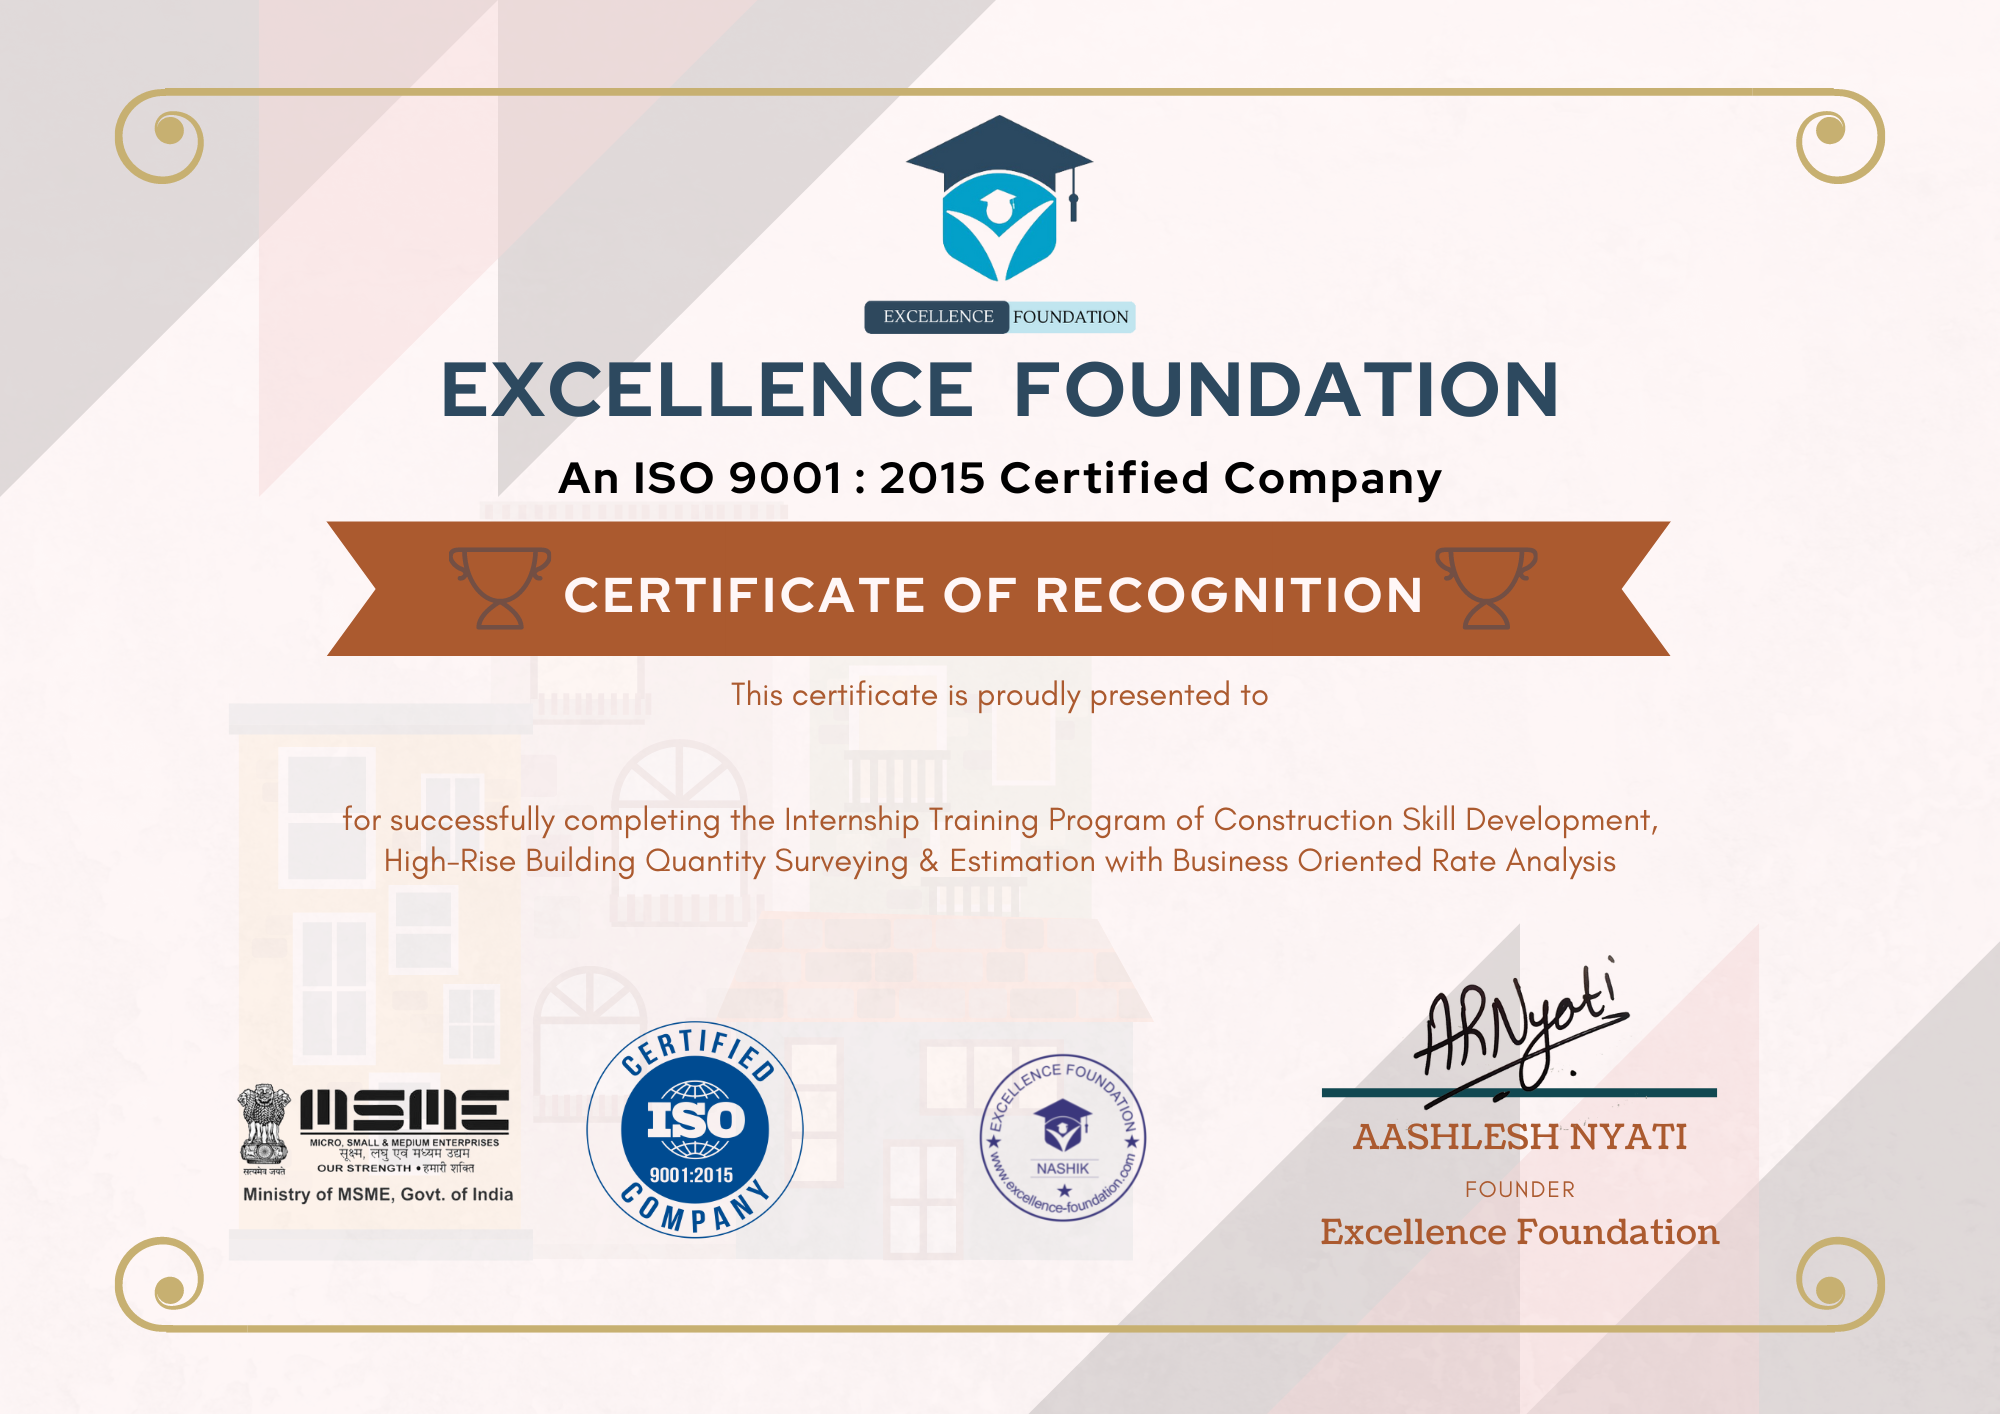 EXCELLENCE FOUNDATION
EXCELLENCE FOUNDATION
An ISO 9001 : 2015 Certified Company
CERTIFICATE OF RECOGNITION
This certificate is proudly presented to
for successfully completing the Internship Training Program of Construction Skill Development,
High-Rise Building Quantity Surveying & Estimation with Business Oriented Rate Analysis
सत्यमेव जयते
MSME
MICRO, SMALL & MEDIUM ENTERPRISES
सूक्ष्म, लघु एवं मध्यम उद्यम
OUR STRENGTH • हमारी शक्ति
Ministry of MSME, Govt. of India
CERTIFIED
ISO
9001:2015
COMPANY
EXCELLENCE FOUNDATION
NASHIK
www.excellence-foundation.com
ARNyati
AASHLESH NYATI
FOUNDER
Excellence Foundation